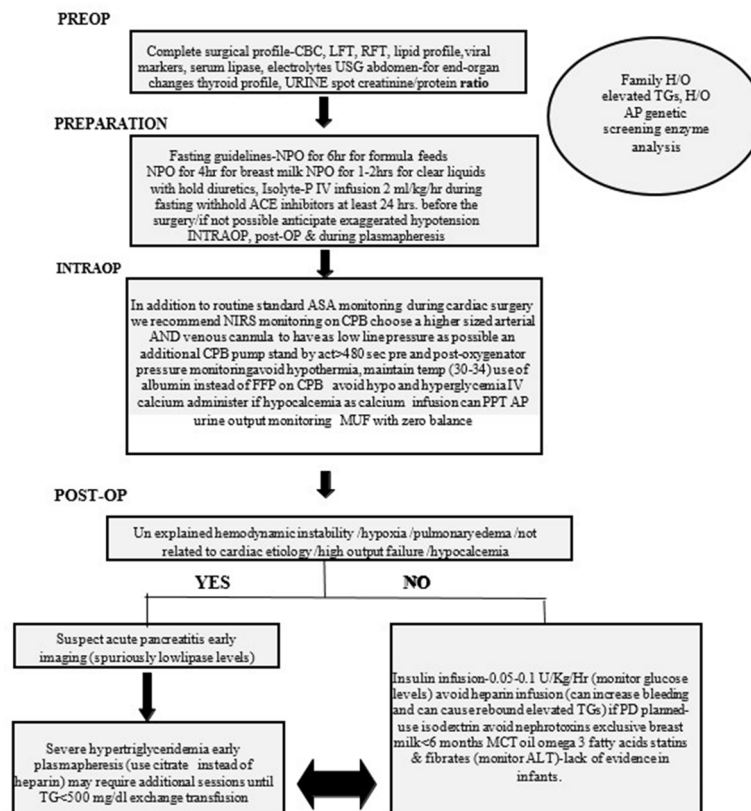 PREOP
Complete surgical profile-CBC, LFT, RFT, lipid profile,viral
markers, serum lipase, electrolytes USG abdomen-for end-organ
changes thyroid profile, URINE spot creatinine/protein ratio
Family H/O
elevated TGs, H/O
AP genetic
screening enzyme
analysis
PREPARATION
Fasting guidelines-NPO for 6hr for formula feeds
NPO for 4hr for breast milk NPO for 1-2hrs for clear liquids
with hold diuretics, Isolyte-P IV infusion 2 ml/kg/hr during
fasting withhold ACE inhibitors at least 24 hrs. before the
surgery/if not possible anticipate exaggerated hypotension
INTRAOP, post-OP & during plasmapheresis
INTRAOP
In addition to routine standard ASA monitoring during cardiac surgery
we recommend NIRS monitoring on CPB choose a higher sized arterial
AND venous cannula to have as low line pressure as possible an
additional CPB pump stand by act>480 sec pre and post-oxygenator
pressure monitoringavoid hypothermia, maintain temp (30-34) use of
albumin instead of FFP on CPB avoid hypo and hyperglycemia IV
calcium administer if hypocalcemia as calcium infusion can PPT AP
urine output monitoring MUF with zero balance
POST-OP
Un explained hemodynamic instability /hypoxia /pulmonaryedema /not
related to cardiac etiology /high output failure /hypocalcemia
YES
NO
Suspect acute pancreatitis early
imaging (spuriously lowlipase levels)
Severe hypertriglyceridemia early
plasmapheresis (use citrate instead of
heparin) may require additional sessions until
TG<500 mg/dl exchange transfusion
Insulin infusion-0.05-0.1 U/Kg/Hr (monitor glucose
levels) avoid heparin infusion (can increase bleeding
and can cause rebound elevated TGs) if PD planned-
use isodextrin avoid nephrotoxins exclusive breast
milk<6 months MCT oil omega 3 fatty acids statins
& fibrates (monitor ALT)-lack of evidence in
infants.